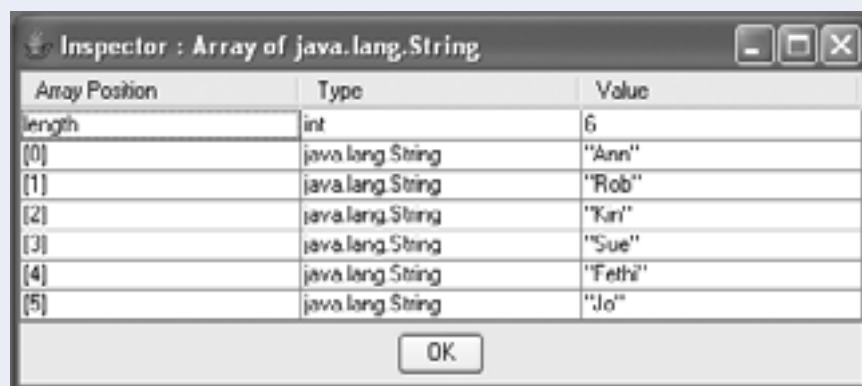 Inspector : Array of java.lang.String
Array Position Type Value
length int 6
[0] java.lang.String "Ann"
[1] java.lang.String "Rob"
[2] java.lang.String
[3] java.lang.String "Sue"
[4] java.lang.String "Fethi"
[5] java.lang.String "Jo"
OK